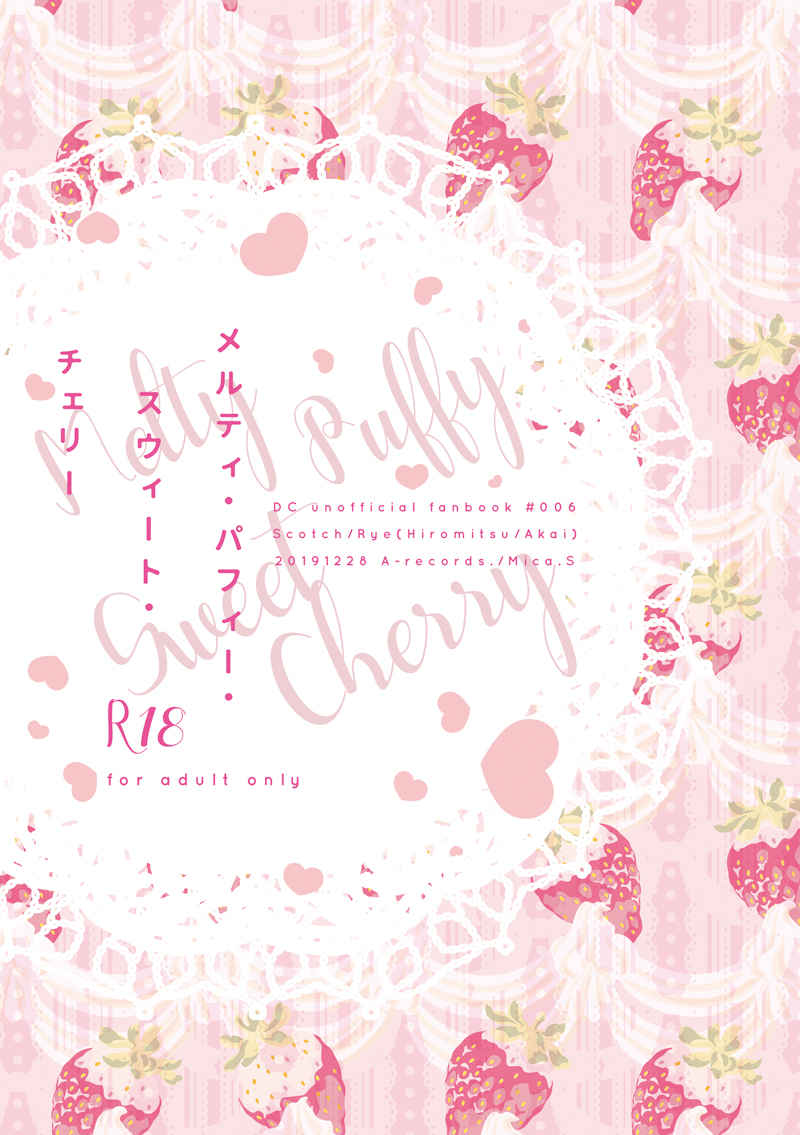 メルティ・パフィー・
スウィート・
チェリー
Melty Puffy
Sweet
Cherry
DC unofficial fanbook #006
Scotch/Rye(Hiromitsu/Akai)
20191228 A-records./Mica.S
R18
for adult only